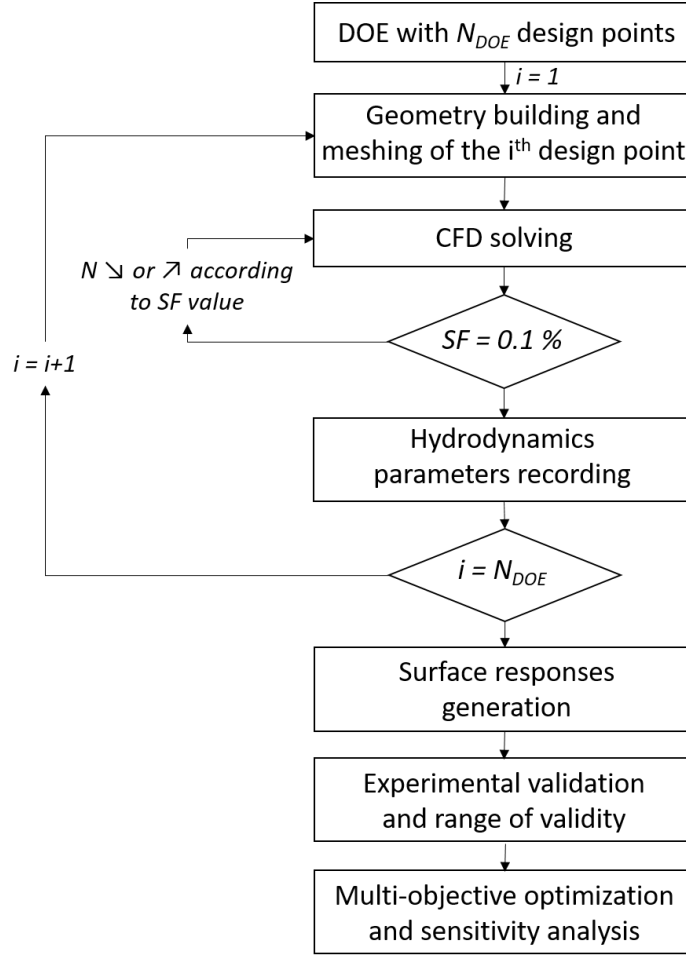 DOE with N_DOE design points
i = 1
Geometry building and
meshing of the iᵗʰ design point
CFD solving
N ↘ or ↗ according
to SF value
SF = 0.1 %
i = i+1
Hydrodynamics
parameters recording
i = N_DOE
Surface responses
generation
Experimental validation
and range of validity
Multi-objective optimization
and sensitivity analysis